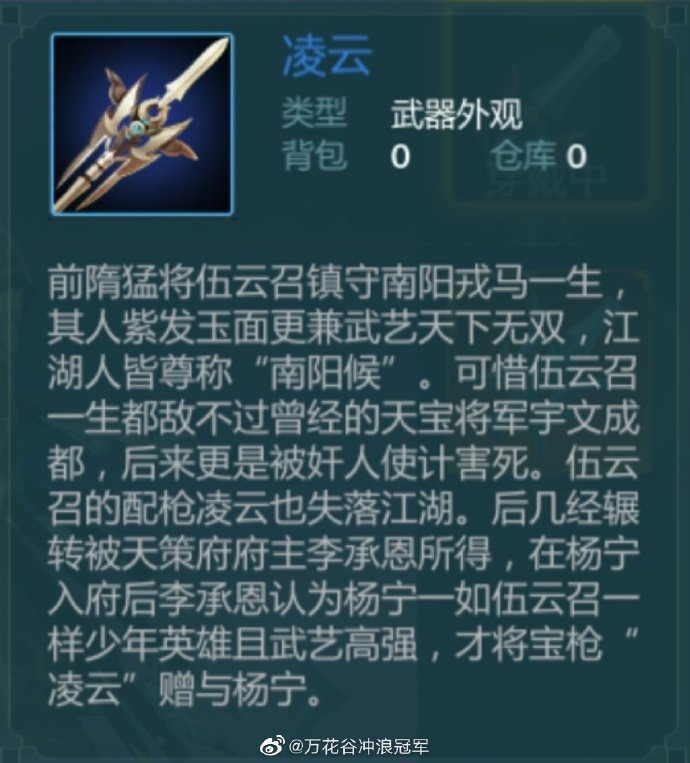 凌云
类型 武器外观
背包 0 仓库 0
穿戴中
前隋猛将伍云召镇守南阳戎马一生，
其人紫发玉面更兼武艺天下无双，江
湖人皆尊称“南阳候”。可惜伍云召
一生都敌不过曾经的天宝将军宇文成
都，后来更是被奸人使计害死。伍云
召的配枪凌云也失落江湖。后几经辗
转被天策府府主李承恩所得，在杨宁
入府后李承恩认为杨宁一如伍云召一
样少年英雄且武艺高强，才将宝枪“
凌云”赠与杨宁。
@万花谷冲浪冠军